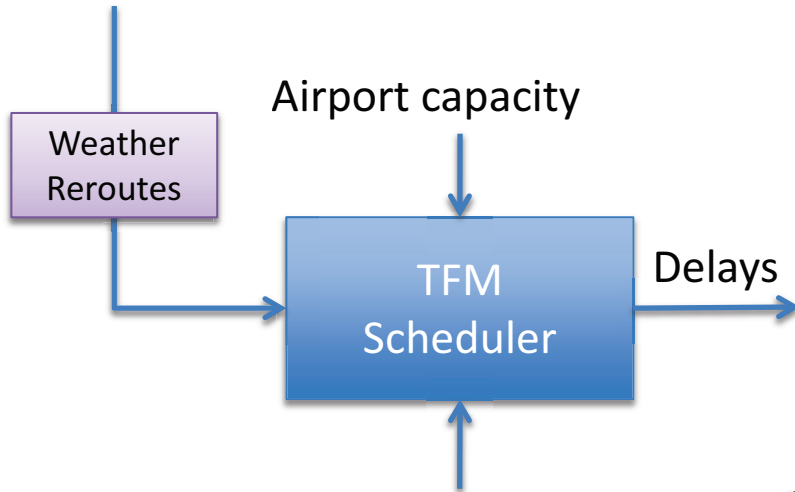 Airport capacity
Weather
Reroutes
TFM
Scheduler
Delays